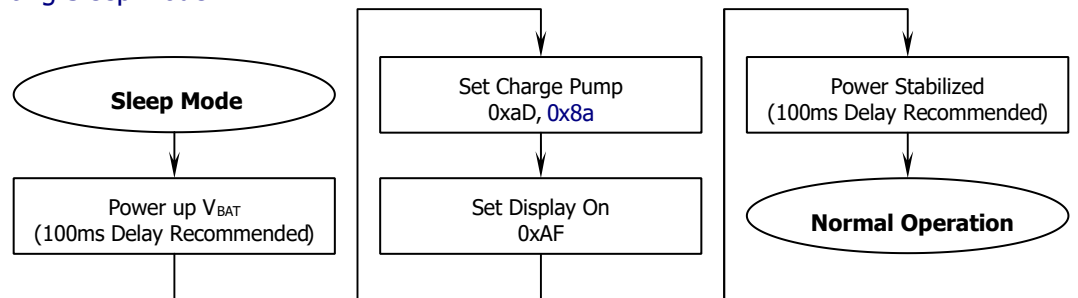 Sleep Mode
Power up VBAT
(100ms Delay Recommended)
Set Charge Pump
0xaD, 0x8a
Set Display On
0xAF
Power Stabilized
(100ms Delay Recommended)
Normal Operation